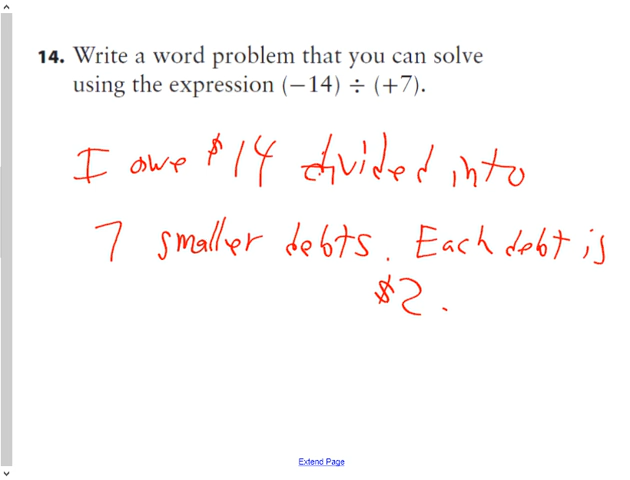 14. Write a word problem that you can solve
using the expression (−14) ÷ (+7).
I owe $14 divided into
7 smaller debts. Each debt is
$2.
Extend Page